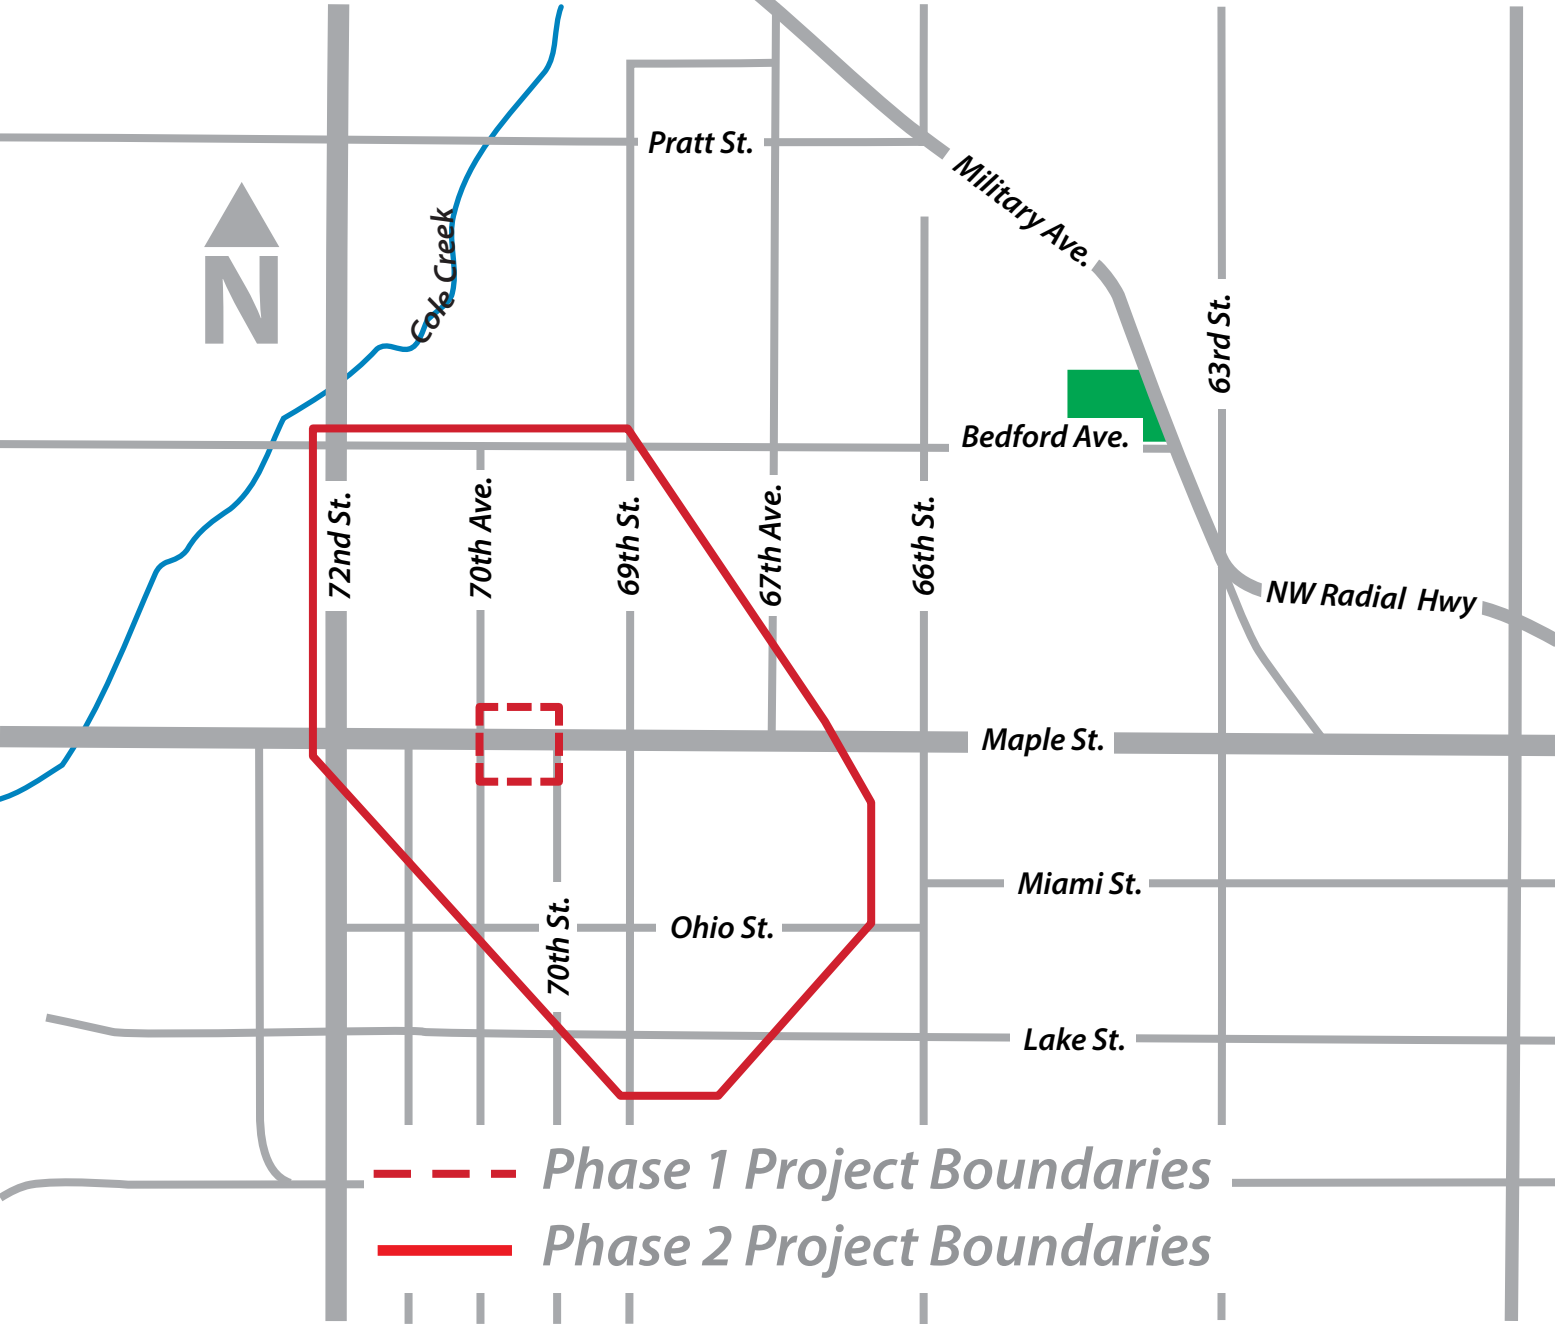 Pratt St.
Military Ave.
N
Cole Creek
63rd St.
Bedford Ave.
72nd St.
70th Ave.
69th St.
67th Ave.
66th St.
NW Radial Hwy
Maple St.
Miami St.
70th St.
Ohio St.
Lake St.
Phase 1 Project Boundaries
Phase 2 Project Boundaries